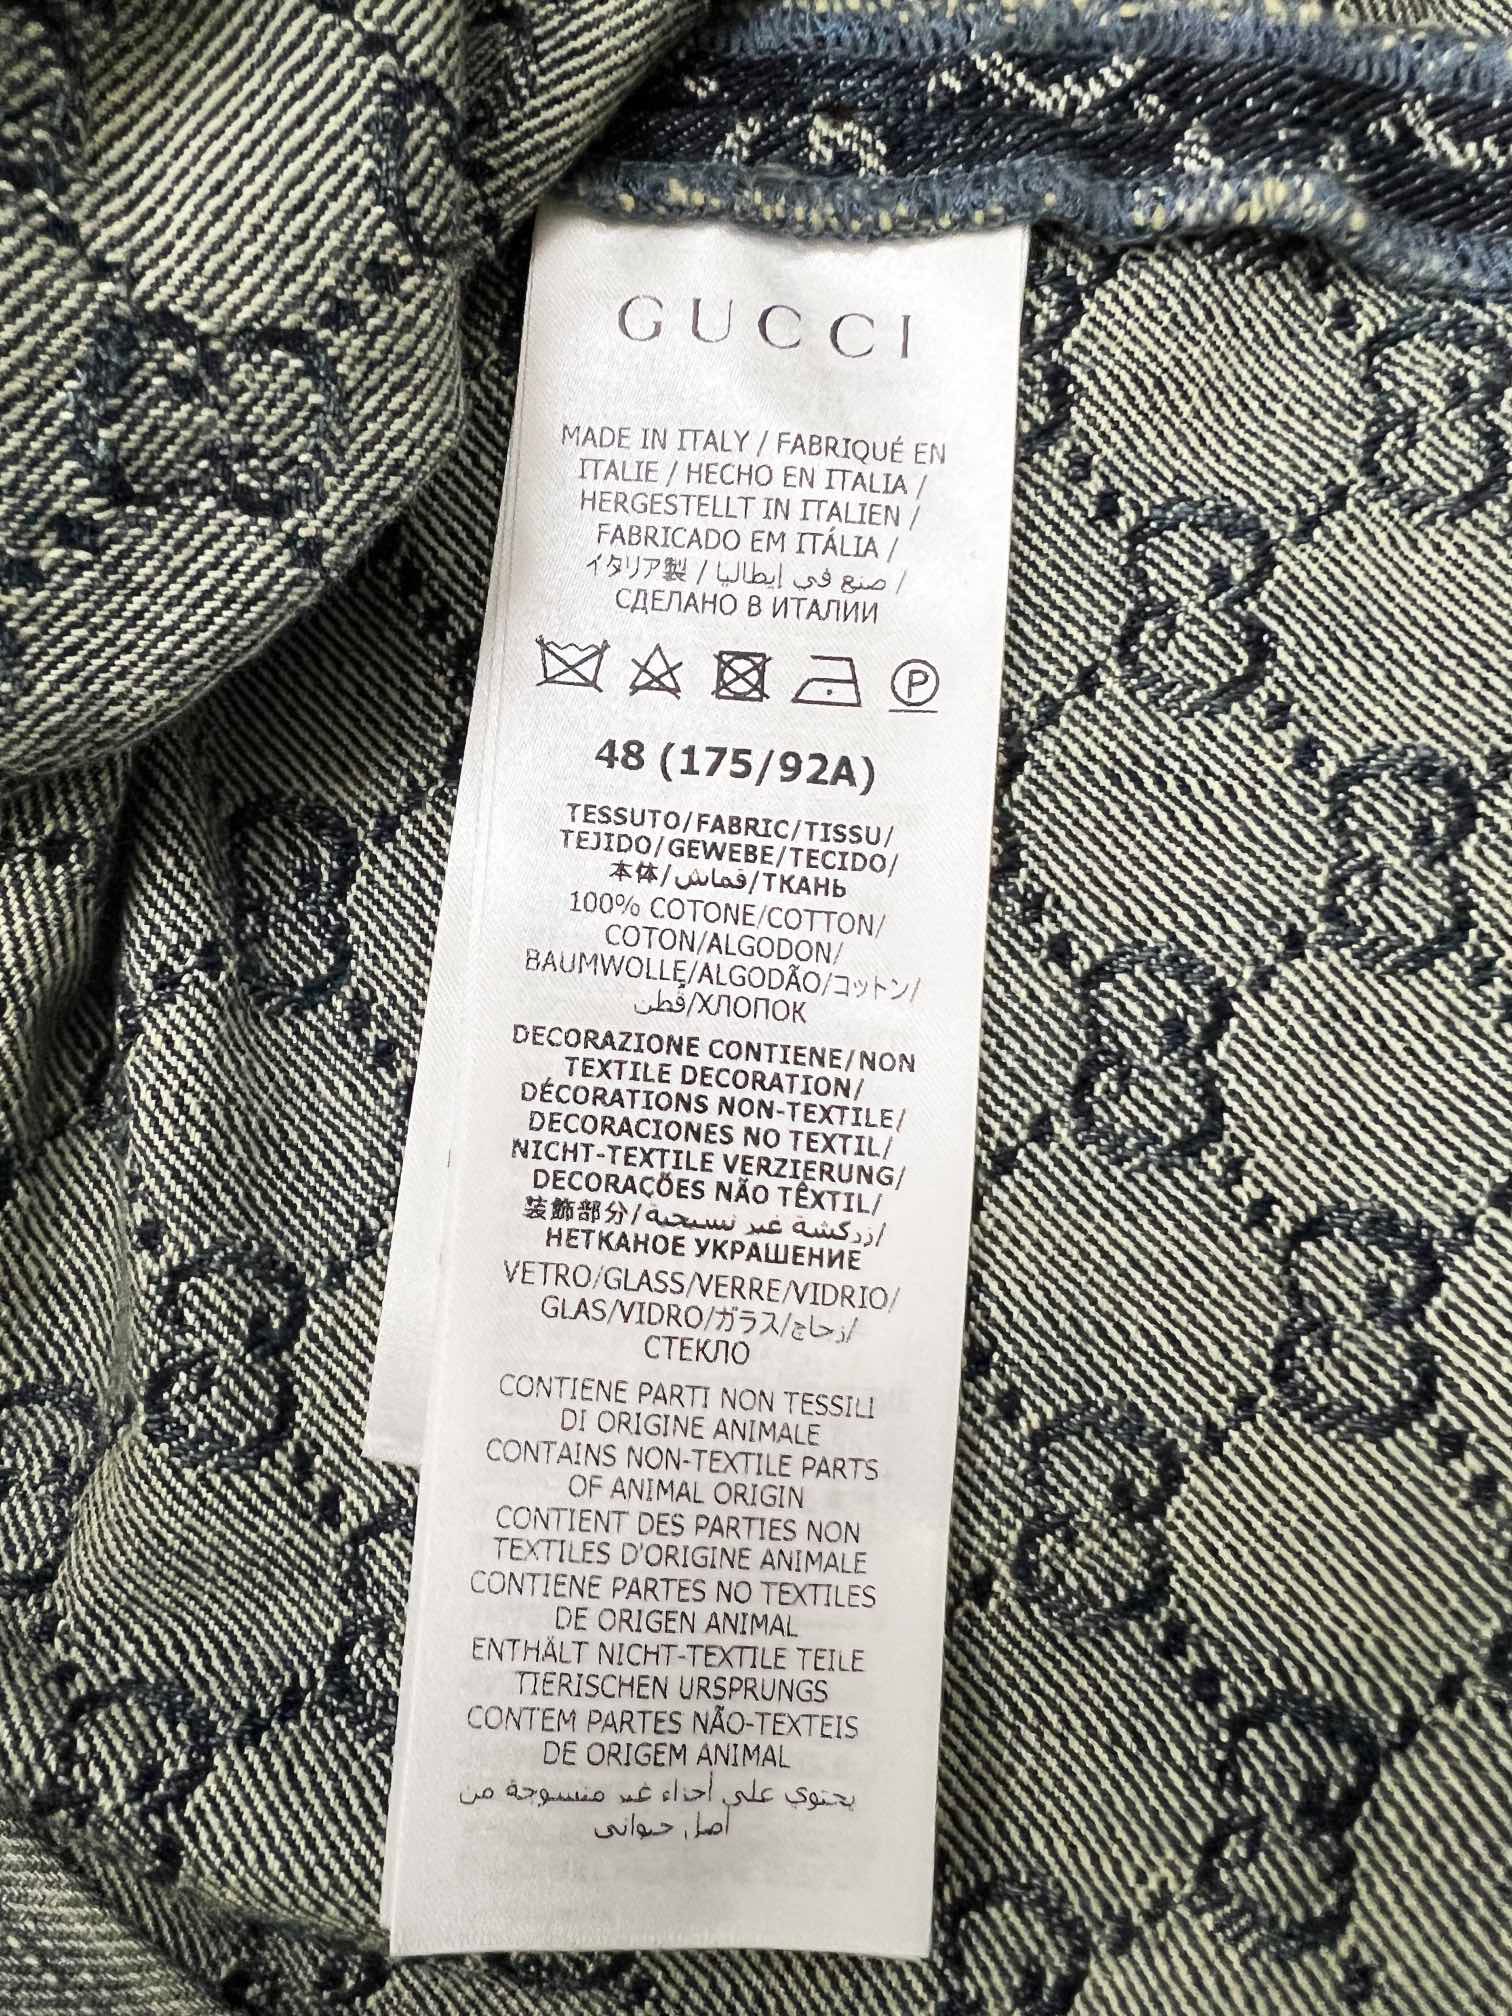 GUCCI
MADE IN ITALY / FABRIQUÉ EN
ITALIE / HECHO EN ITALIA /
HERGESTELLT IN ITALIEN /
FABRICADO EM ITÁLIA /
イタリア製 / صنع في إيطاليا /
СДЕЛАНО В ИТАЛИИ
P
48 (175/92A)
TESSUTO/FABRIC/TISSU/
TEJIDO/GEWEBE/TECIDO/
本体/قماش/ТКАНЬ
100% COTONE/COTTON/
COTON/ALGODON/
BAUMWOLLE/ALGODÃO/コットン/
قطن/ХЛОПОК
DECORAZIONE CONTIENE/NON
TEXTILE DECORATION/
DÉCORATIONS NON-TEXTILE/
DECORACIONES NO TEXTIL/
NICHT-TEXTILE VERZIERUNG/
DECORAÇÕES NÃO TÊXTIL/
装飾部分/زركشة غير نسيجية/
НЕТКАНОЕ УКРАШЕНИЕ
VETRO/GLASS/VERRE/VIDRIO/
GLAS/VIDRO/ガラス/زجاج/
СТЕКЛО
CONTIENE PARTI NON TESSILI
DI ORIGINE ANIMALE
CONTAINS NON-TEXTILE PARTS
OF ANIMAL ORIGIN
CONTIENT DES PARTIES NON
TEXTILES D'ORIGINE ANIMALE
CONTIENE PARTES NO TEXTILES
DE ORIGEN ANIMAL
ENTHÄLT NICHT-TEXTILE TEILE
TIERISCHEN URSPRUNGS
CONTEM PARTES NÃO-TEXTEIS
DE ORIGEM ANIMAL
يحتوي على أجزاء غير منسوجة من
أصل حيواني